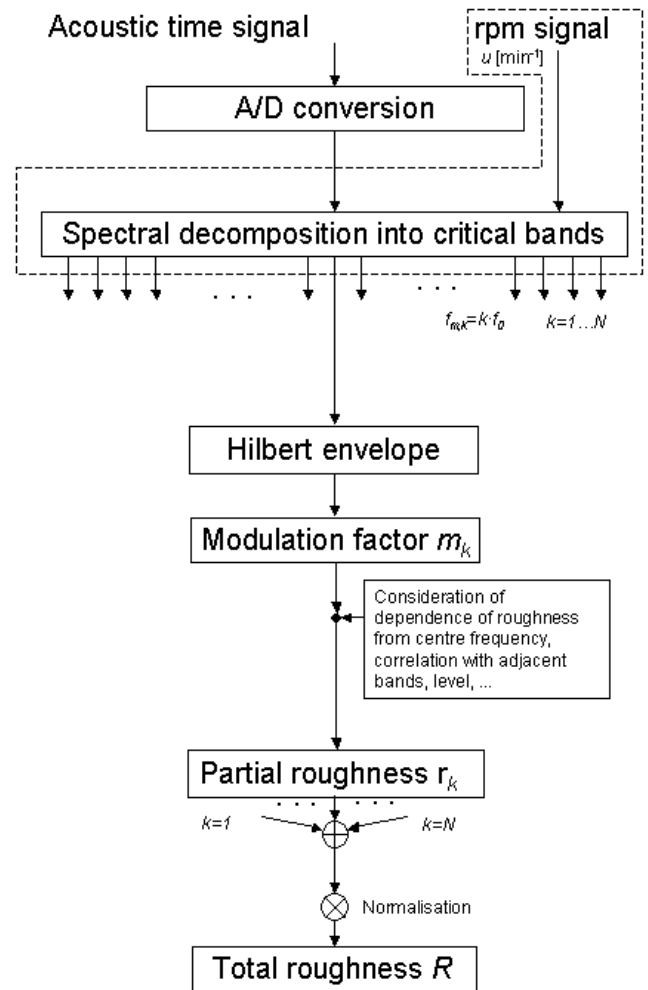 Acoustic time signal
rpm signal
u [min⁻¹]
A/D conversion
Spectral decomposition into critical bands
. . .
. . .
fₘ,ₖ=k·f₀
k=1...N
Hilbert envelope
Modulation factor mₖ
Consideration of
dependence of roughness
from centre frequency,
correlation with adjacent
bands, level, ...
Partial roughness rₖ
. . . . . .
k=1
k=N
Normalisation
Total roughness R